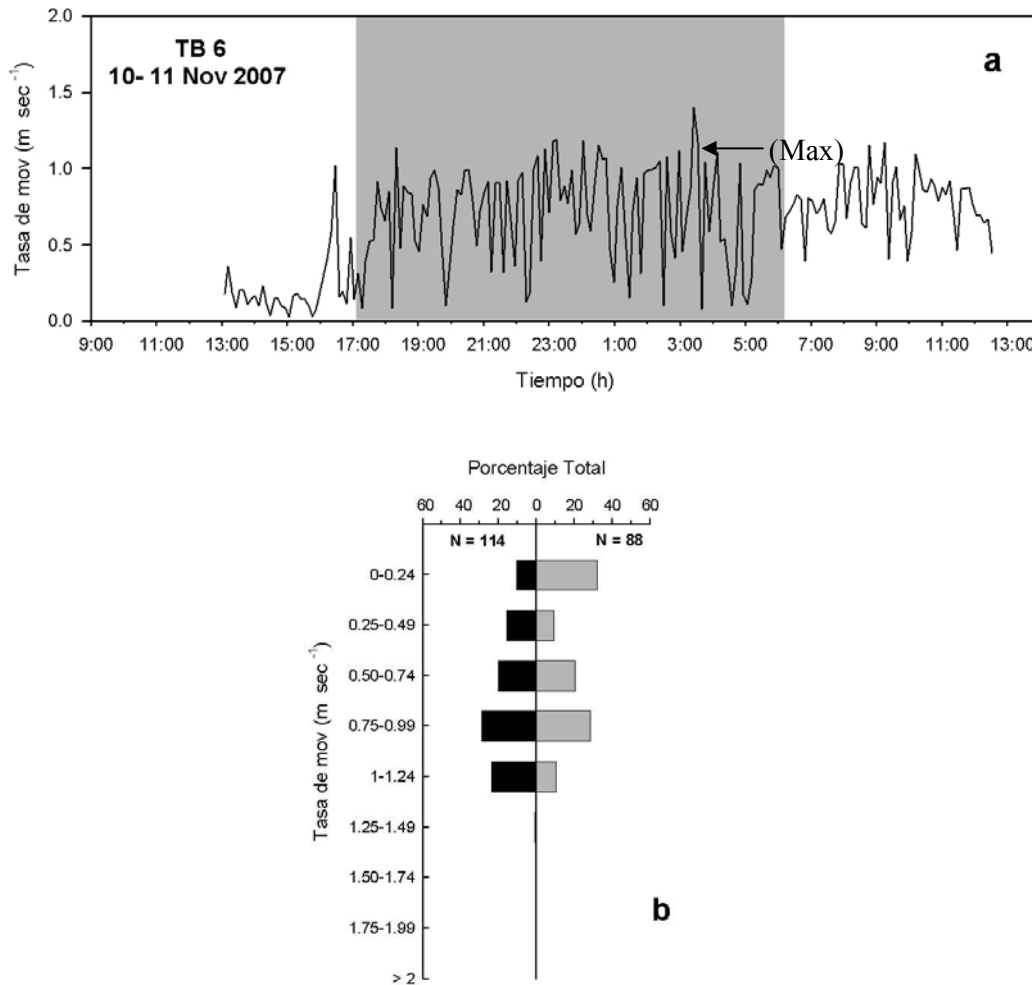 2.0
TB 6
10- 11 Nov 2007
a
1.5
(Max)
1.0
0.5
0.0
Tasa de mov (m sec -1)
9:00 11:00 13:00 15:00 17:00 19:00 21:00 23:00 1:00 3:00 5:00 7:00 9:00 11:00 13:00
Tiempo (h)
Porcentaje Total
60 40 20 0 20 40 60
N = 114 N = 88
0-0.24
0.25-0.49
0.50-0.74
0.75-0.99
1-1.24
1.25-1.49
1.50-1.74
1.75-1.99
> 2
Tasa de mov (m sec -1)
b